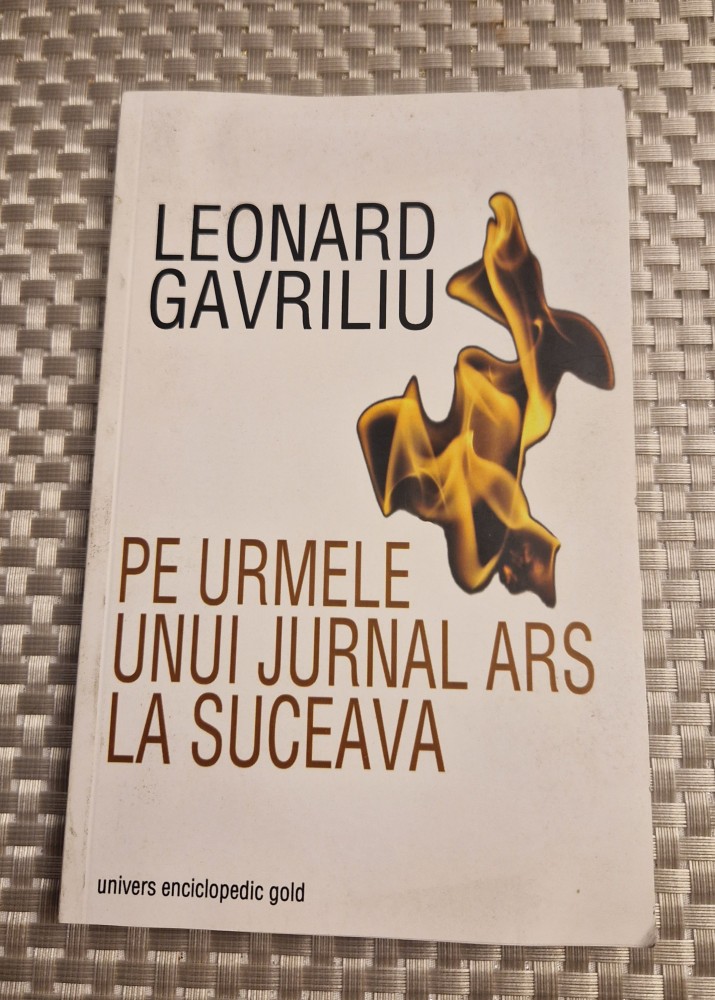 LEONARD
GAVRILIU
PE URMELE
UNUI JURNAL ARS
LA SUCEAVA
univers enciclopedic gold